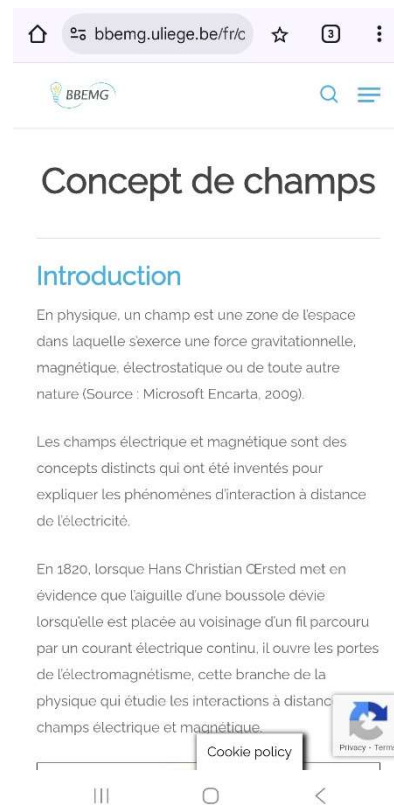 bbemg.uliege.be/fr/c
3
BBEMG
Concept de champs
Introduction
En physique, un champ est une zone de l'espace
dans laquelle s'exerce une force gravitationnelle,
magnétique, électrostatique ou de toute autre
nature (Source : Microsoft Encarta, 2009).
Les champs électrique et magnétique sont des
concepts distincts qui ont été inventés pour
expliquer les phénomènes d'interaction à distance
de l'électricité.
En 1820, lorsque Hans Christian Œrsted met en
évidence que l'aiguille d'une boussole dévie
lorsqu'elle est placée au voisinage d'un fil parcouru
par un courant électrique continu, il ouvre les portes
de l'électromagnétisme, cette branche de la
physique qui étudie les interactions à distanc
champs électrique et magnétique.
Cookie policy
Privacy - Term